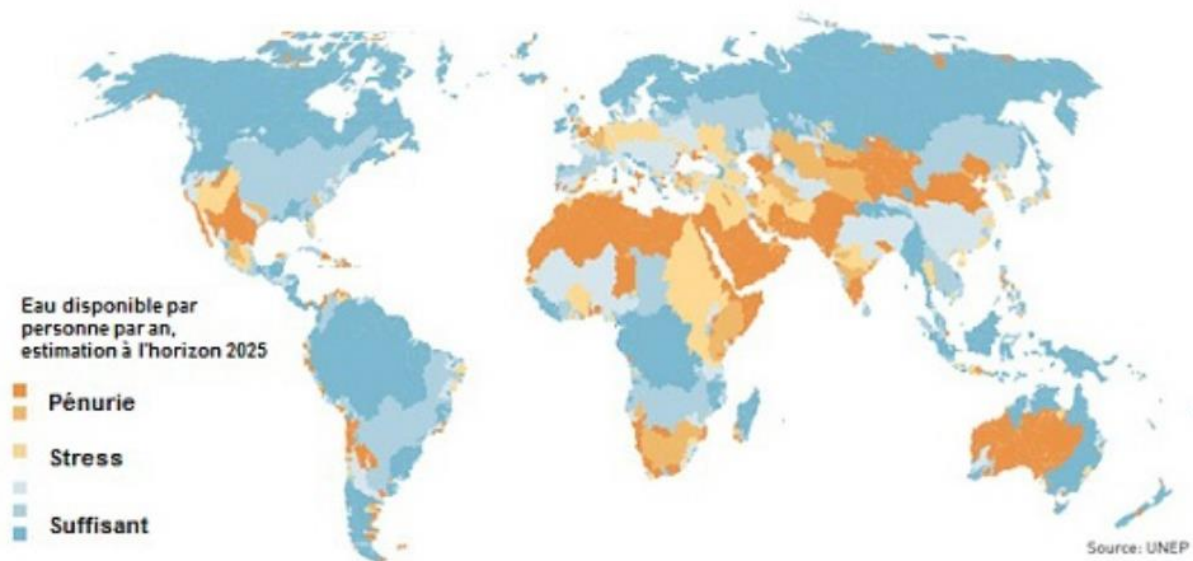 Eau disponible par
personne par an,
estimation à l'horizon 2025
Pénurie
Stress
Suffisant
Source: UNEP